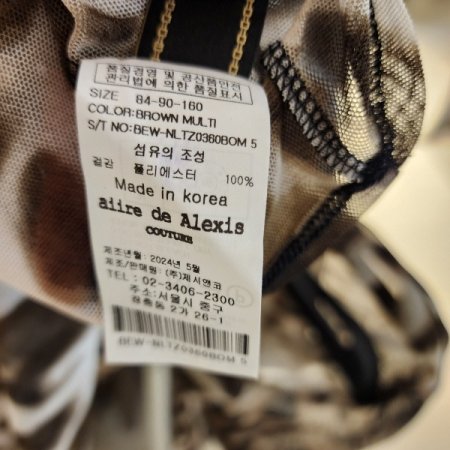 품질경영 및 공산품안전
관리법에 의한 품질표시
SIZE 84-90-160
COLOR:BROWN MULTI
S/T NO:BEW-NLTZ0360BOM 5
섬유의 조성
겉감 폴리에스터 100%
Made in korea
aiire de Alexis
COUTURE
제조년월 : 2024년 5월
제조/판매원 : (주)제시앤코
TEL : 02-3406-2300
주소:서울시 중구
장충동 2가 26-1
BEW-NLTZ0360BOM 5